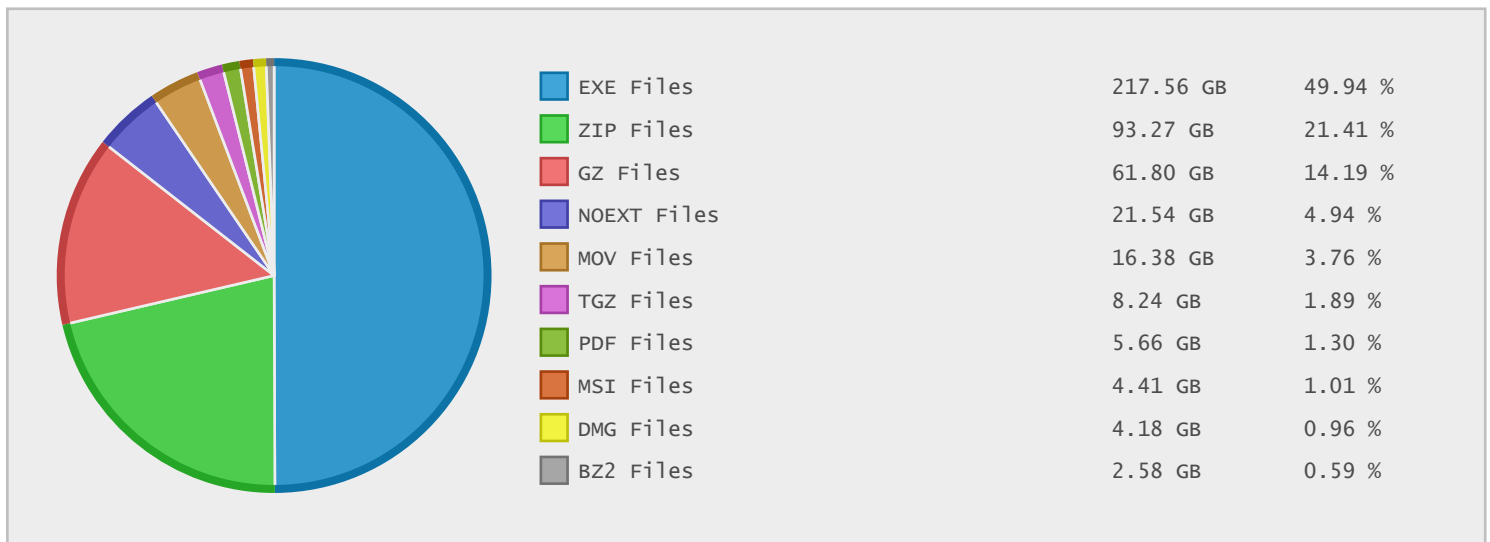 EXE Files 217.56 GB 49.94 %
ZIP Files 93.27 GB 21.41 %
GZ Files 61.80 GB 14.19 %
NOEXT Files 21.54 GB 4.94 %
MOV Files 16.38 GB 3.76 %
TGZ Files 8.24 GB 1.89 %
PDF Files 5.66 GB 1.30 %
MSI Files 4.41 GB 1.01 %
DMG Files 4.18 GB 0.96 %
BZ2 Files 2.58 GB 0.59 %